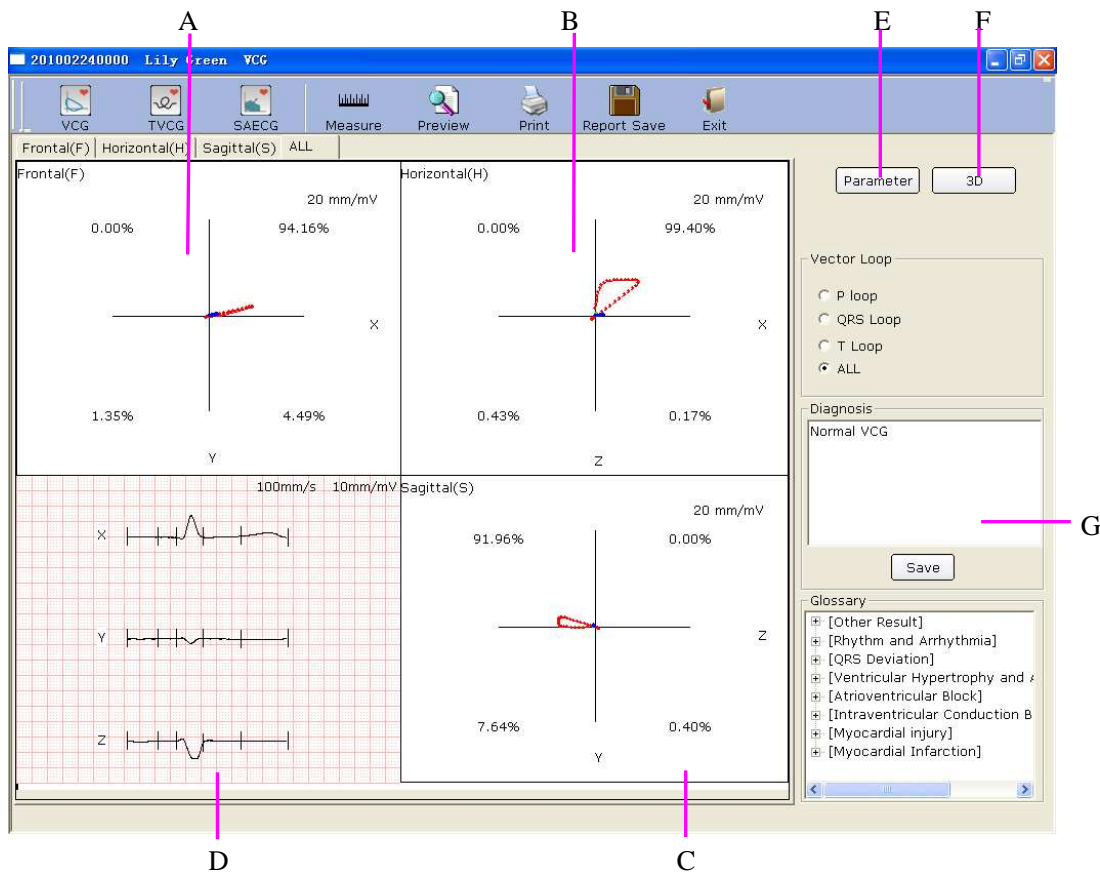 A B E F
201002240000 Lily Green VCG
VCG TVCG SAECG Measure Preview Print Report Save Exit
Frontal(F) Horizontal(H) Sagittal(S) ALL
Frontal(F)
20 mm/mV
0.00% 94.16%
X
1.35% 4.49%
Y
Horizontal(H)
20 mm/mV
0.00% 99.40%
X
0.43% 0.17%
Z
100mm/s 10mm/mV
X
Y
Z
Sagittal(S)
20 mm/mV
91.96% 0.00%
Z
7.64% 0.40%
Y
Parameter 3D
Vector Loop
P loop
QRS Loop
T Loop
ALL
Diagnosis
Normal VCG
G
Save
Glossary
[Other Result]
[Rhythm and Arrhythmia]
[QRS Deviation]
[Ventricular Hypertrophy and
[Atrioventricular Block]
[Intraventricular Conduction B
[Myocardial injury]
[Myocardial Infarction]
D C